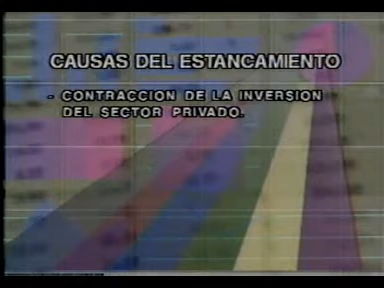 CAUSAS DEL ESTANCAMIENTO
- CONTRACCION DE LA INVERSION
DEL SECTOR PRIVADO.